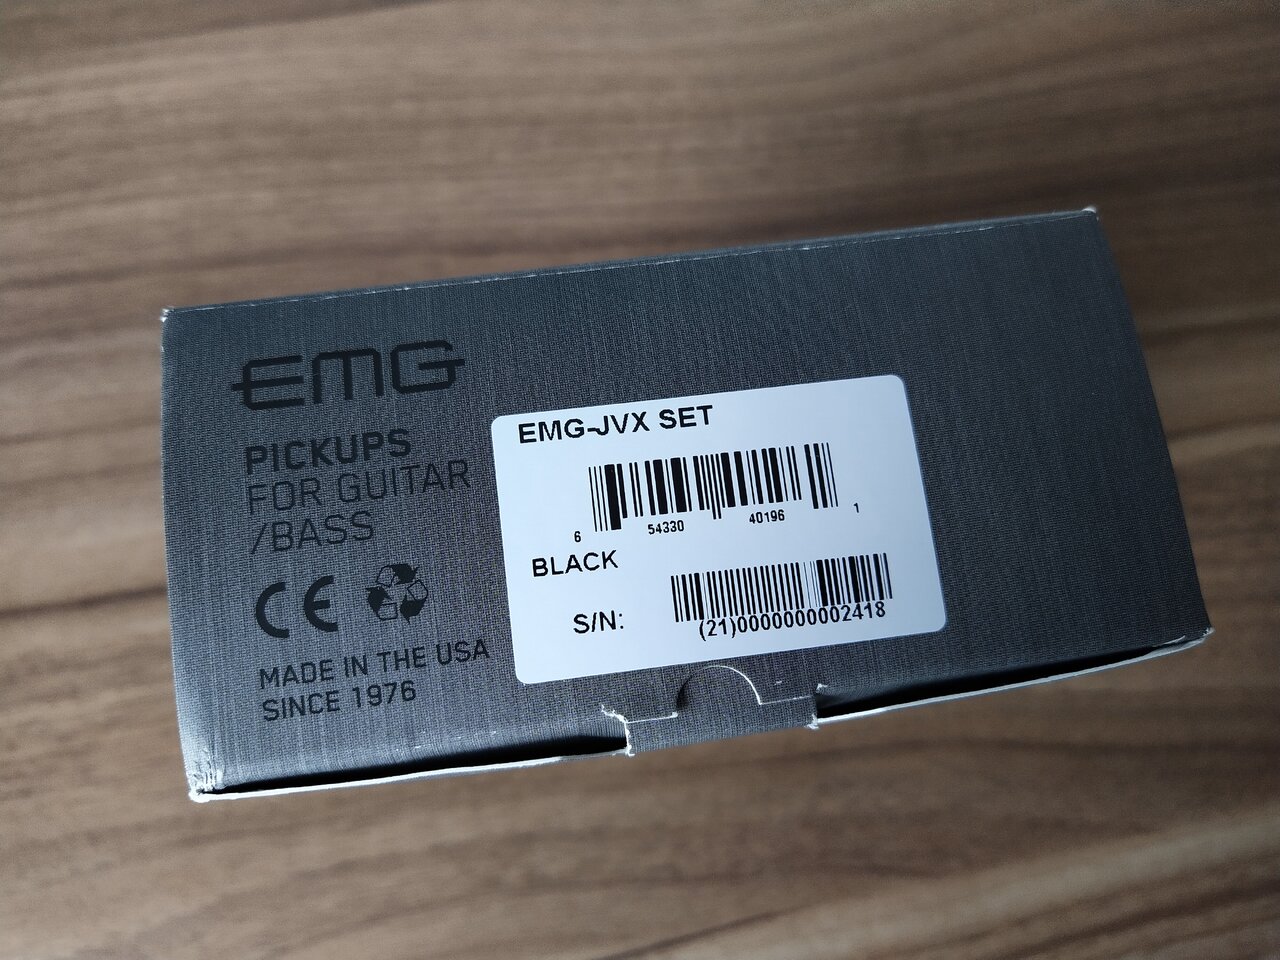 EMG
PICKUPS
FOR GUITAR
/BASS
CE
MADE IN THE USA
SINCE 1976
EMG-JVX SET
6 54330 40196 1
BLACK
S/N:
(21)0000000002418